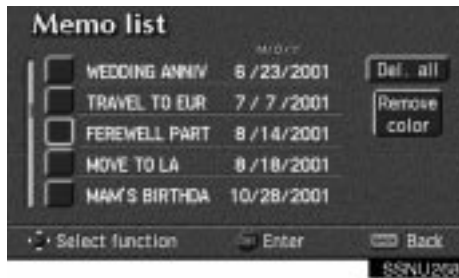 Memo list
M/D/Y
WEDDING ANNIV 6/23/2001 Del. all
TRAVEL TO EUR 7/7/2001 Remove
FEREWELL PART 8/14/2001 color
MOVE TO LA 8/18/2001
MAM'S BIRTHDA 10/28/2001
Select function Enter Back